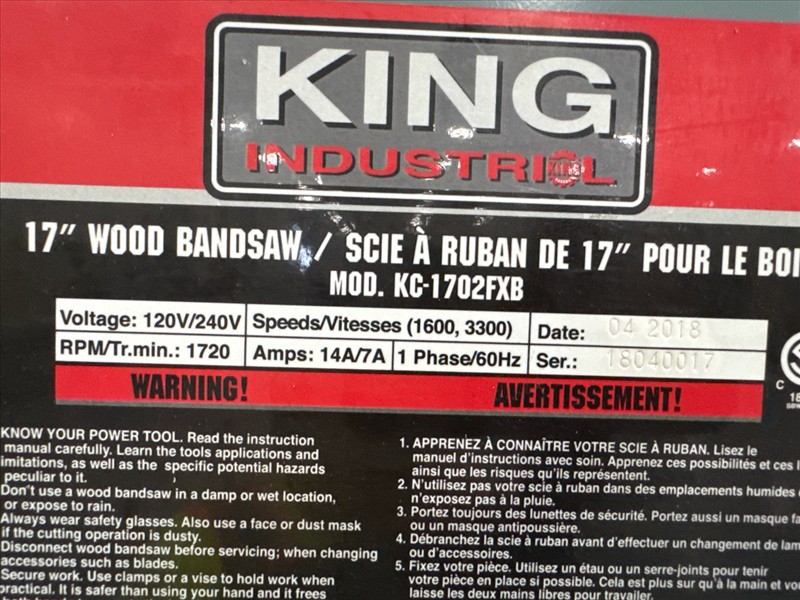 KING
INDUSTRIAL
17" WOOD BANDSAW / SCIE À RUBAN DE 17" POUR LE BOI
MOD. KC-1702FXB
Voltage: 120V/240V Speeds/Vitesses (1600, 3300) Date: 04 2018
RPM/Tr.min.: 1720 Amps: 14A/7A 1 Phase/60Hz Ser.: 18040017
C
18
WARNING! AVERTISSEMENT!
KNOW YOUR POWER TOOL. Read the instruction
manual carefully. Learn the tools applications and
imitations, as well as the specific potential hazards
peculiar to it.
Don't use a wood bandsaw in a damp or wet location,
or expose to rain.
Always wear safety glasses. Also use a face or dust mask
if the cutting operation is dusty.
Disconnect wood bandsaw before servicing; when changing
accessories such as blades.
Secure work. Use clamps or a vise to hold work when
practical. It is safer than using your hand and it frees
1. APPRENEZ À CONNAÎTRE VOTRE SCIE À RUBAN. Lisez le
manuel d'instructions avec soin. Apprenez ces possibilités et ces l
ainsi que les risques qu'ils représentent.
2. N'utilisez pas votre scie à ruban dans des emplacements humides
n'exposez pas à la pluie.
3. Portez toujours des lunettes de sécurité. Portez aussi un masque fa
ou un masque antipoussière.
4. Débranchez la scie à ruban avant d'effectuer un changement de lam
ou d'accessoires.
5. Fixez votre pièce. Utilisez un étau ou un serre-joints pour tenir
votre pièce en place si possible. Cela est plus sur qu'à la main et vo
laisse les deux mains libres pour travailler.